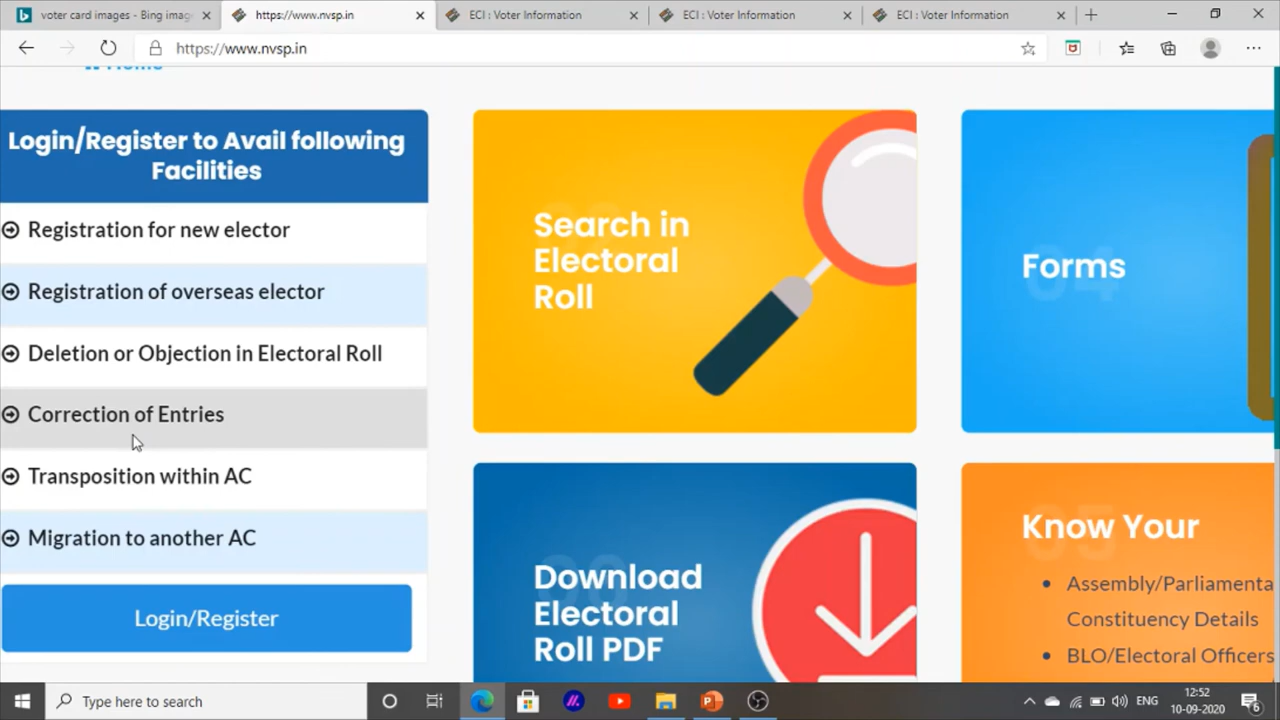 voter card images - Bing imag
https://www.nvsp.in
ECI : Voter Information
ECI : Voter Information
ECI : Voter Information
https://www.nvsp.in
Home
Login/Register to Avail following
Facilities
Registration for new elector
Registration of overseas elector
Deletion or Objection in Electoral Roll
Correction of Entries
Transposition within AC
Migration to another AC
Login/Register
Search in
Electoral
Roll
04
Forms
Download
Electoral
Roll PDF
05
Know Your
Assembly/Parliamenta
Constituency Details
BLO/Electoral Officers
Type here to search
ENG
12:52
10-09-2020
6